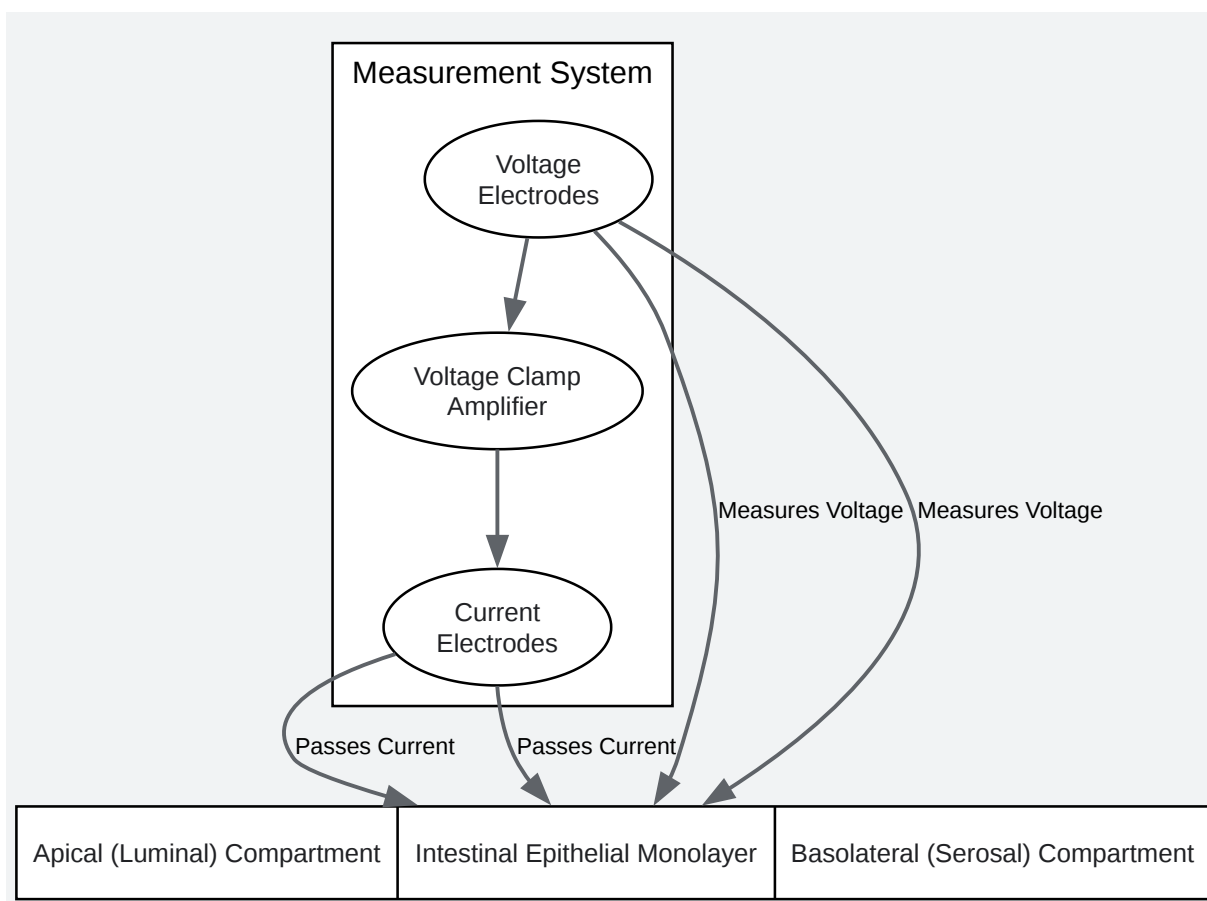 Measurement System
Voltage
Electrodes
Voltage Clamp
Amplifier
Measures Voltage
Measures Voltage
Current
Electrodes
Passes Current
Passes Current
Apical (Luminal) Compartment
Intestinal Epithelial Monolayer
Basolateral (Serosal) Compartment